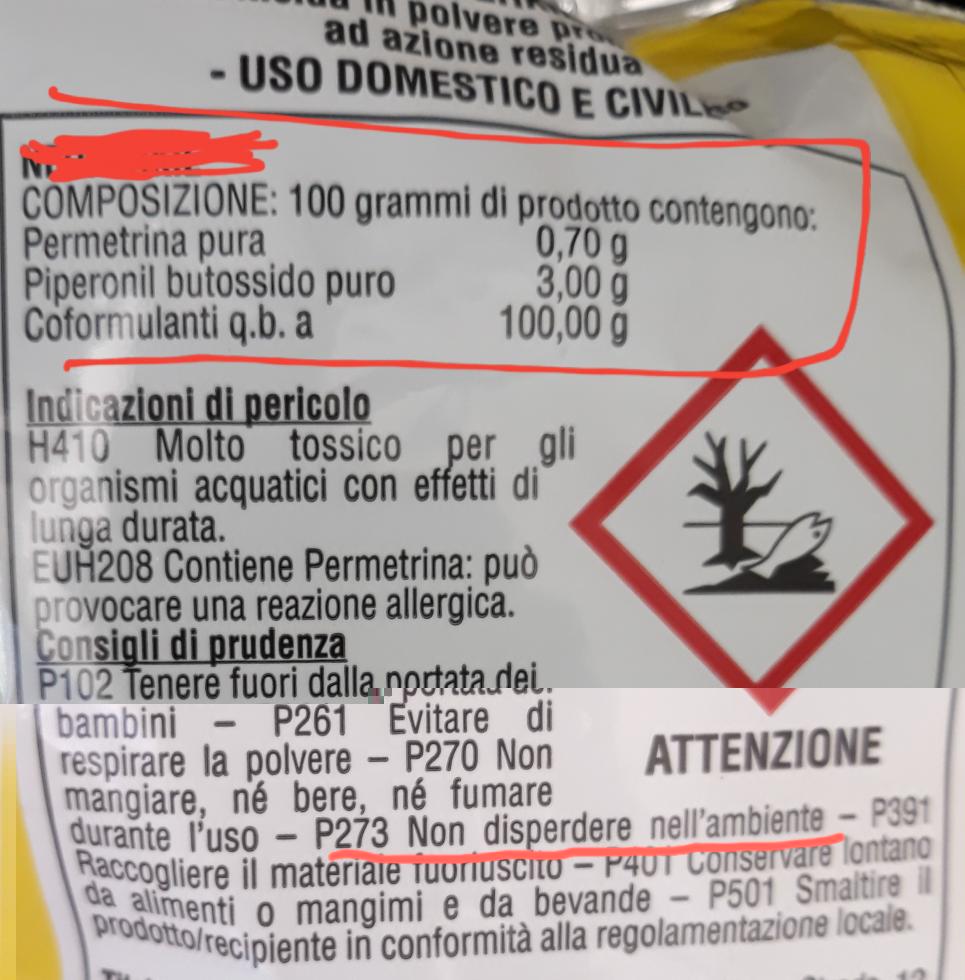 in polvere
ad azione residua
- USO DOMESTICO E CIVILE
COMPOSIZIONE: 100 grammi di prodotto contengono:
Permetrina pura 0,70 g
Piperonil butossido puro 3,00 g
Coformulanti q.b. a 100,00 g
Indicazioni di pericolo
H410 Molto tossico per gli
organismi acquatici con effetti di
lunga durata.
EUH208 Contiene Permetrina: può
provocare una reazione allergica.
Consigli di prudenza
P102 Tenere fuori dalla portata dei
bambini – P261 Evitare di
respirare la polvere – P270 Non
mangiare, né bere, né fumare
durante l'uso – P273 Non disperdere nell'ambiente – P391
Raccogliere il materiale fuoriuscito – P401 Conservare lontano
da alimenti o mangimi e da bevande – P501 Smaltire il
prodotto/recipiente in conformità alla regolamentazione locale.
ATTENZIONE